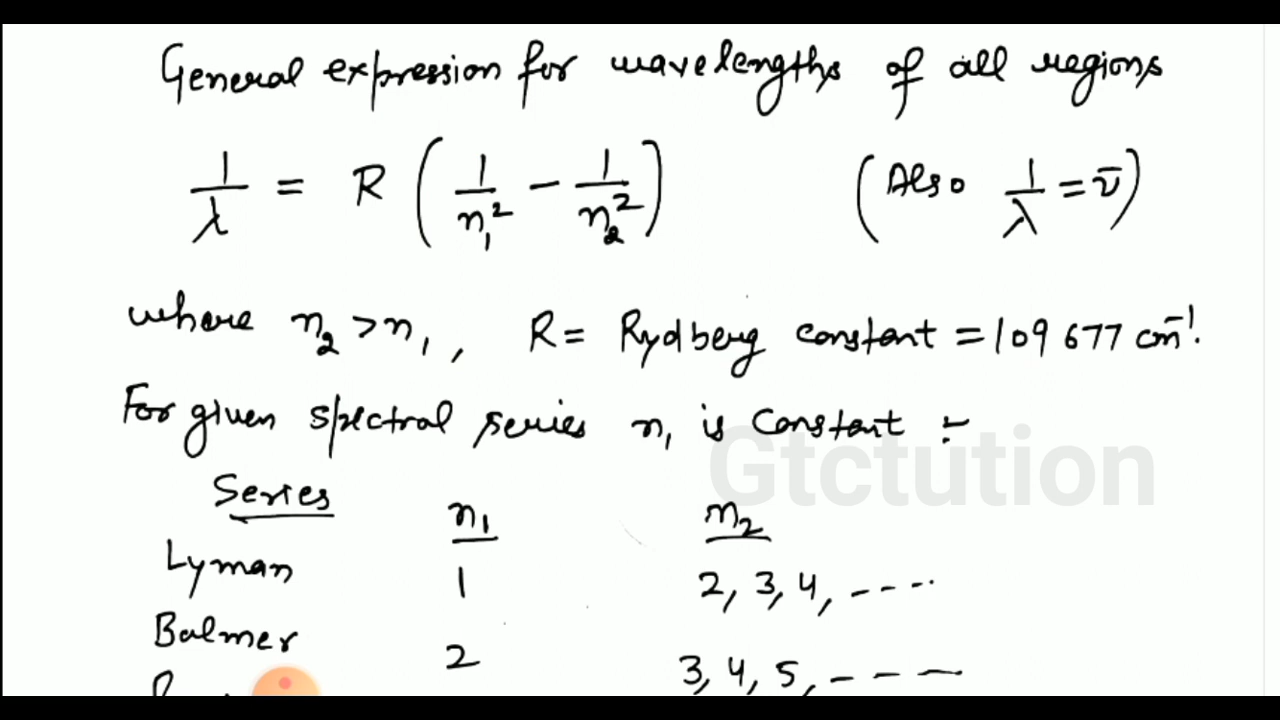 General expression for wavelengths of all regions
1/λ = R (1/n₁² − 1/n₂²) (Also 1/λ = ν̄)
where n₂ > n₁, R = Rydberg constant = 109 677 cm⁻¹.
For given spectral series n₁ is constant :-
Gtctution
Series n₁ n₂
Lyman 1 2, 3, 4, ----
Balmer 2 3, 4, 5, ---